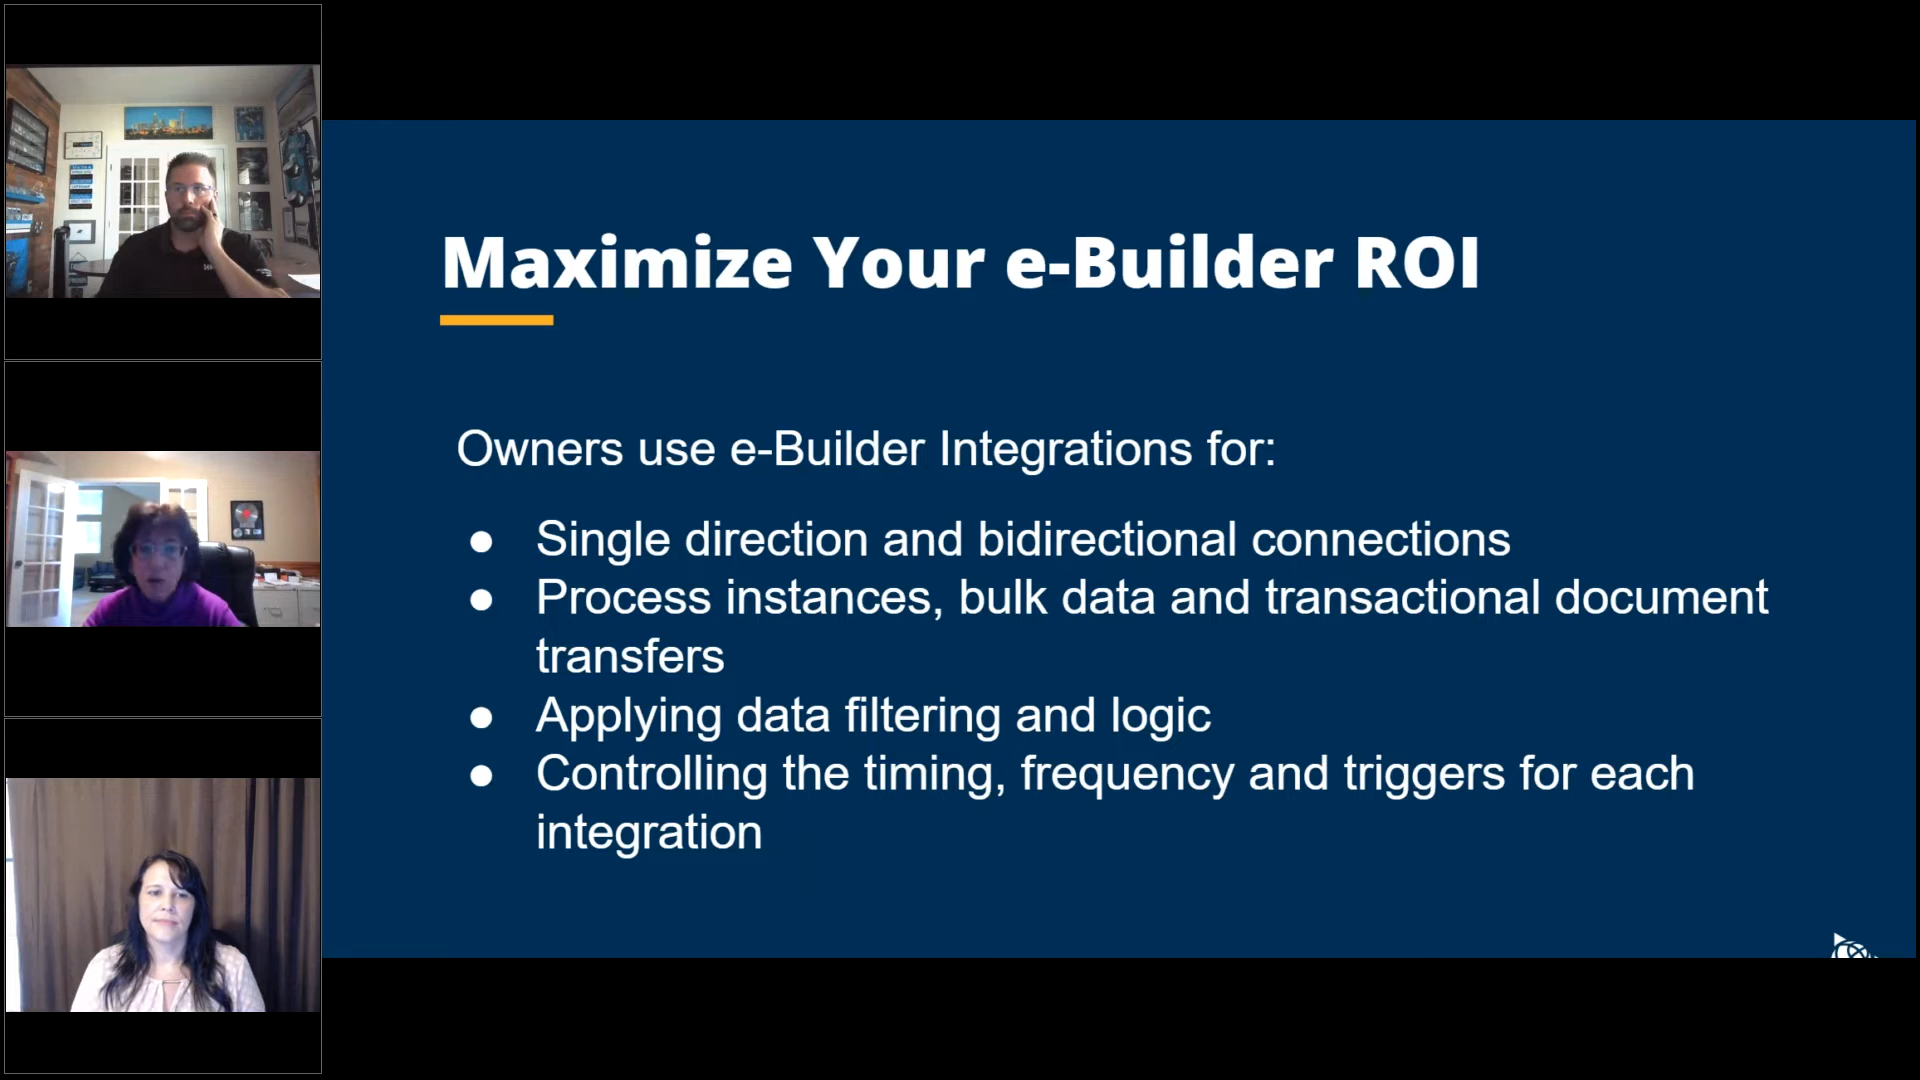 Maximize Your e-Builder ROI
Owners use e-Builder Integrations for:
● Single direction and bidirectional connections
● Process instances, bulk data and transactional document
transfers
● Applying data filtering and logic
● Controlling the timing, frequency and triggers for each
integration